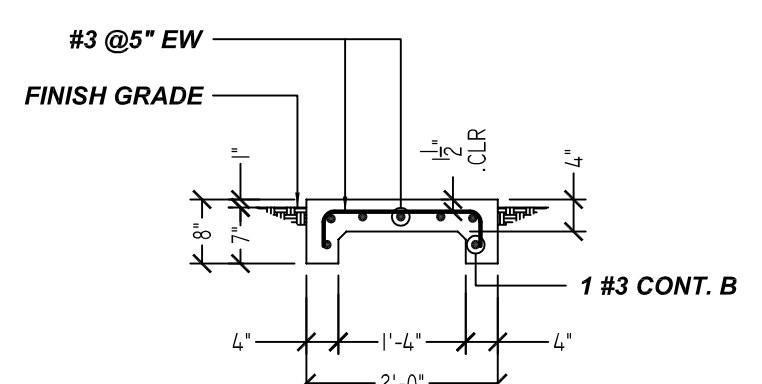 #3 @5" EW
FINISH GRADE
1"
8"
7"
1 1/2" .CLR
4"
1 #3 CONT. B
4"
1'-4"
4"
2'-0"